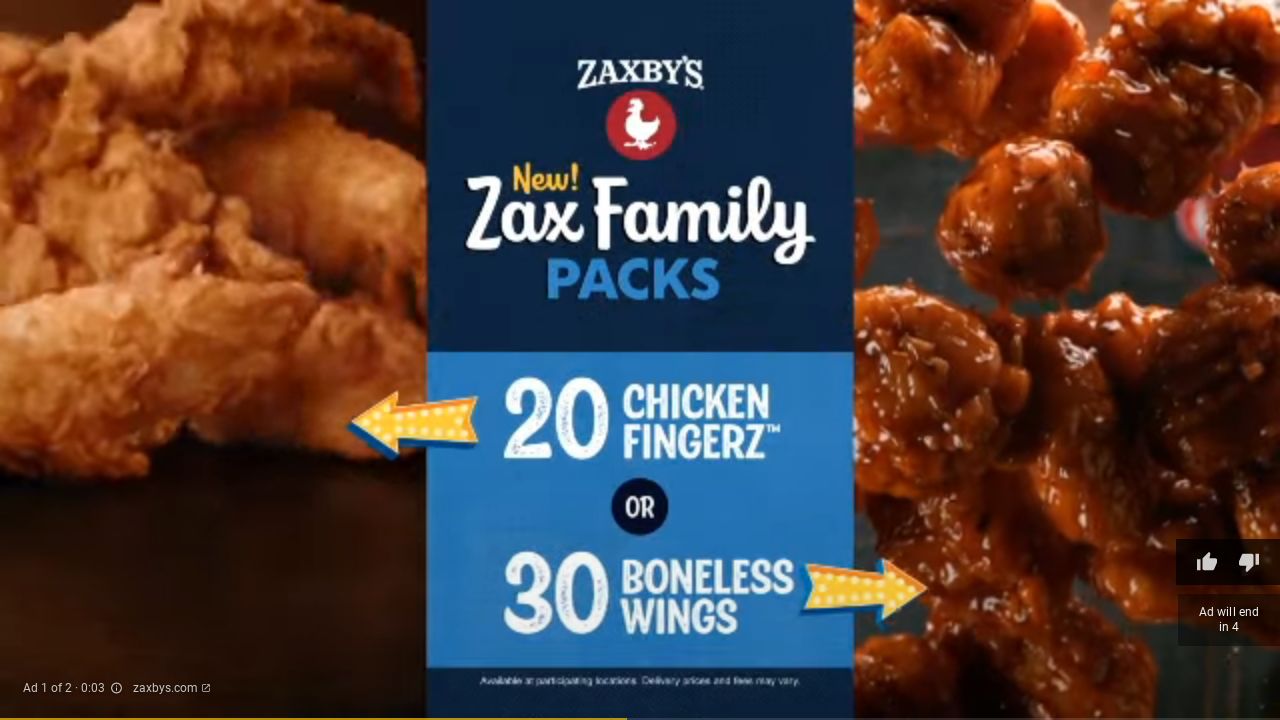 ZAXBY'S
New!
Zax Family
PACKS
20 CHICKEN
FINGERZ™
OR
30 BONELESS
WINGS
Available at participating locations. Delivery prices and fees may vary.
Ad will end
in 4
Ad 1 of 2 · 0:03 zaxbys.com